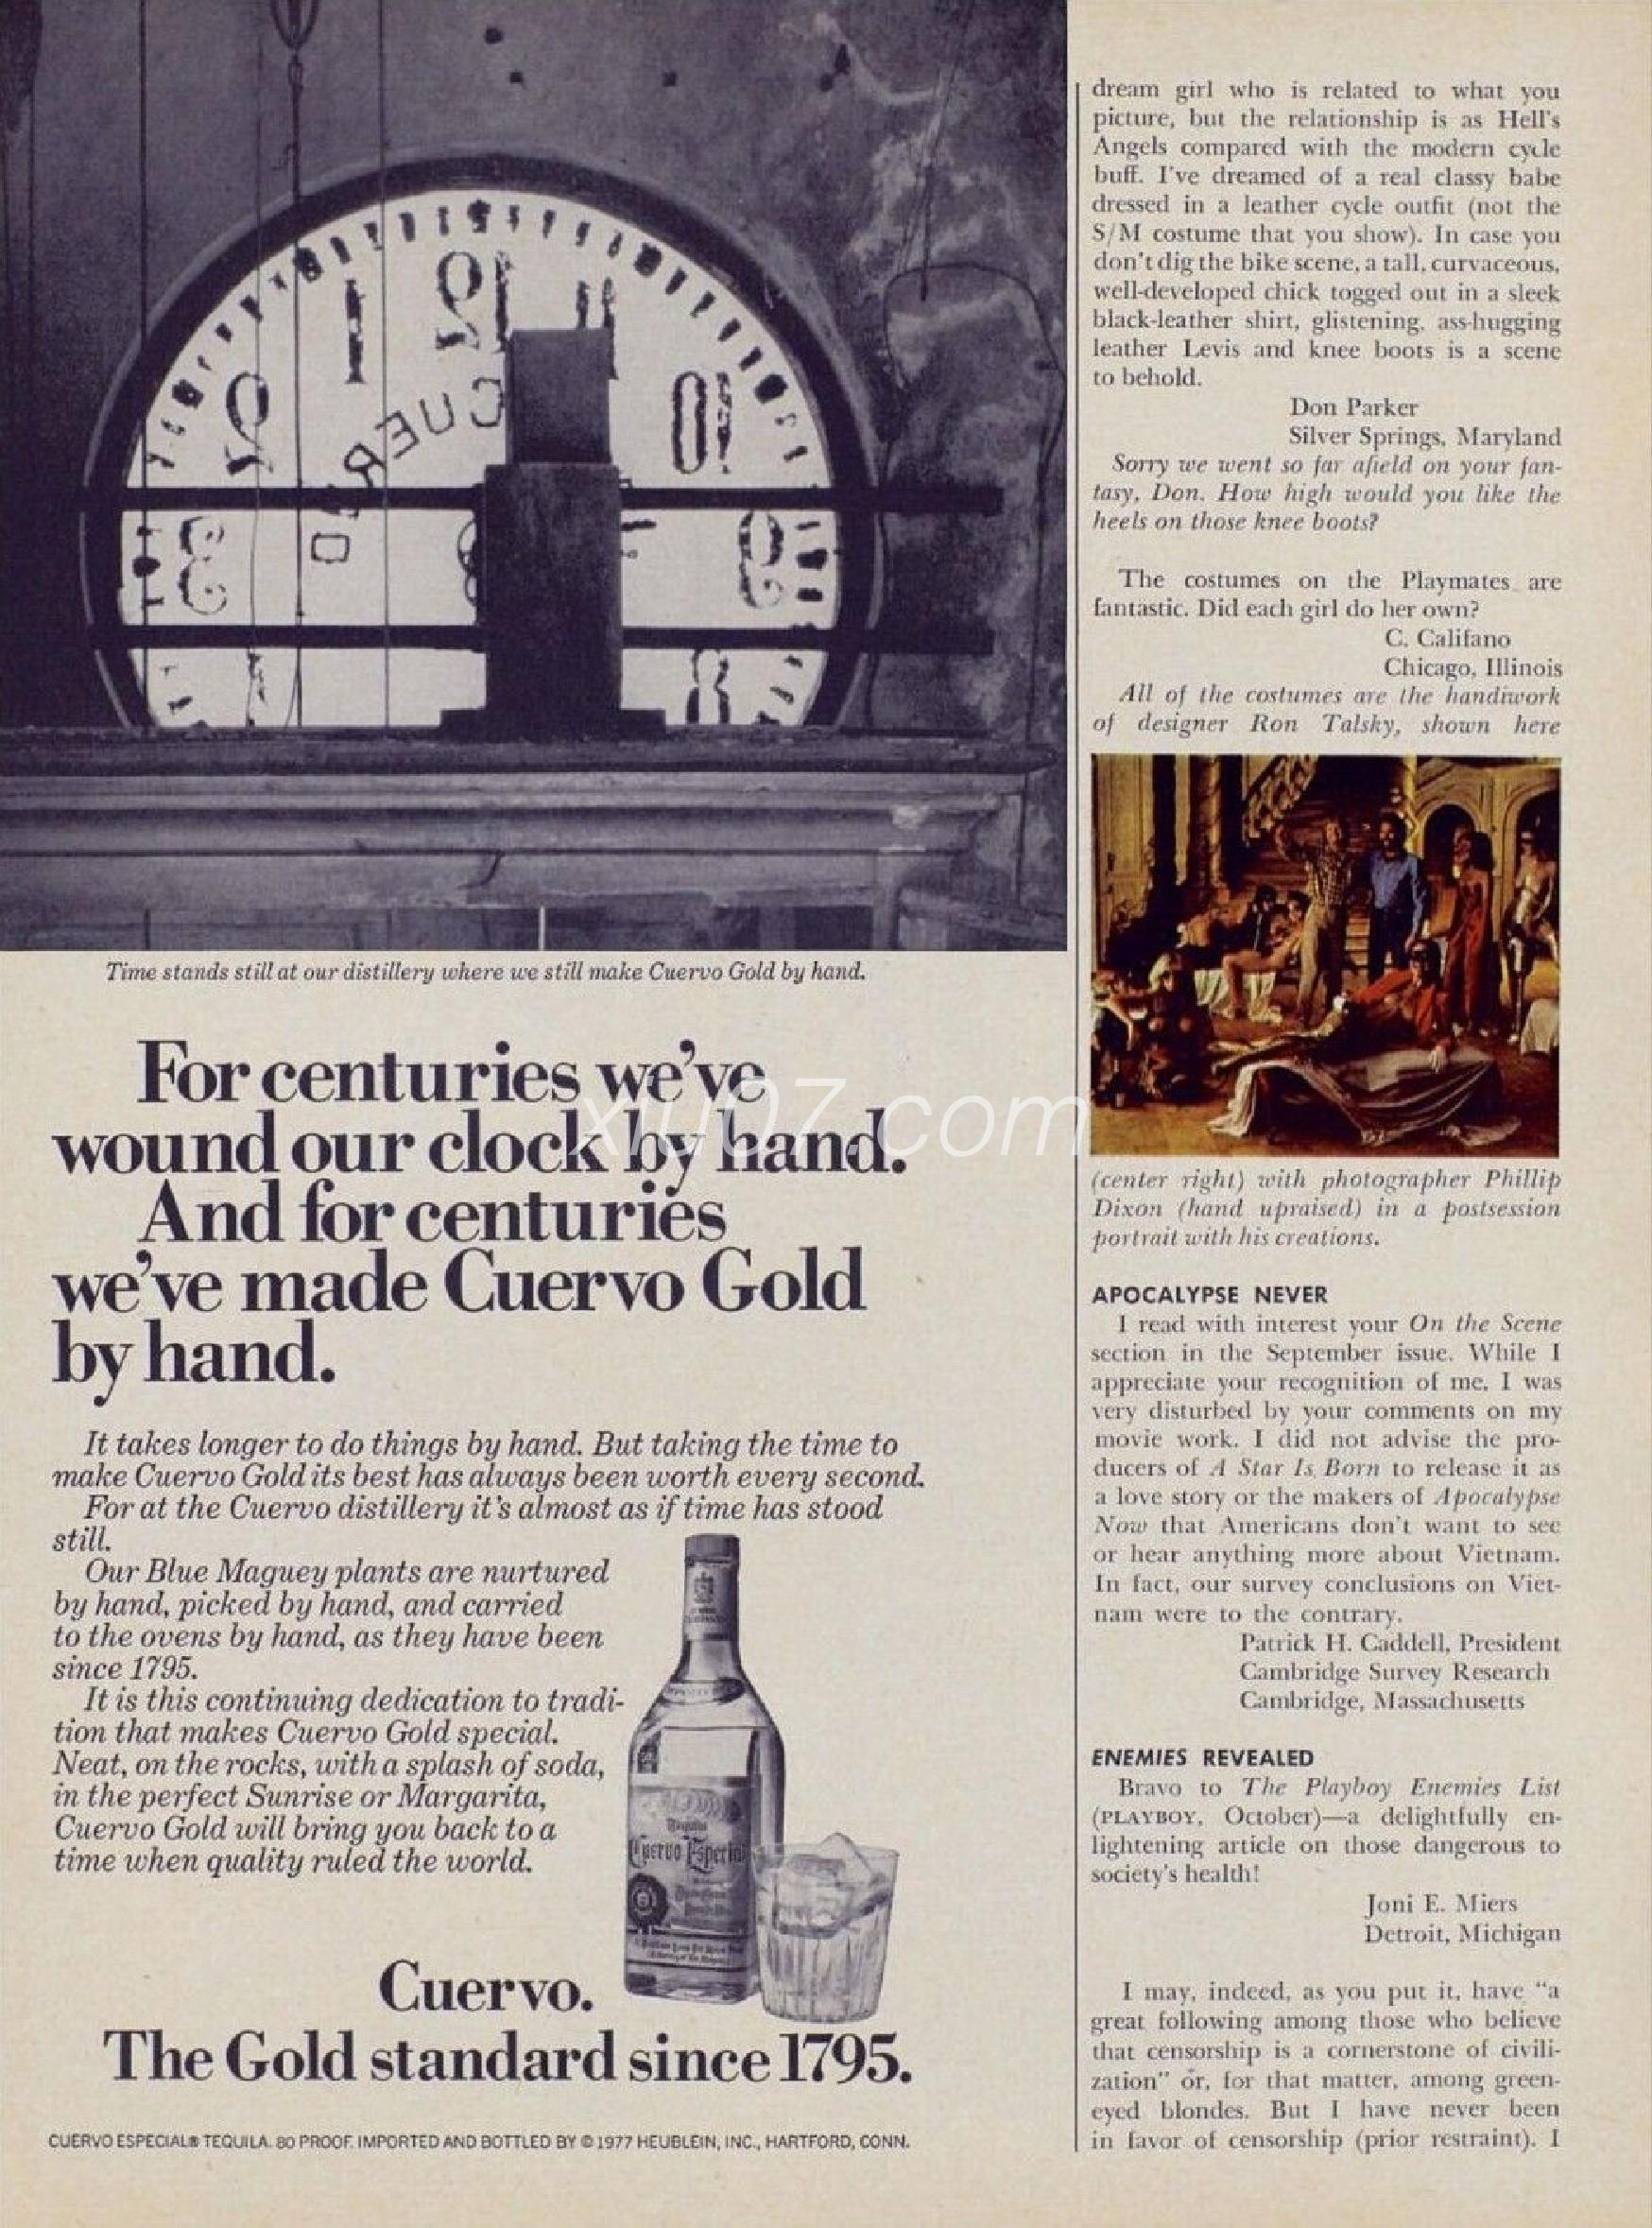 Time stands still at our distillery where we still make Cuervo Gold by hand.
For centuries we've
wound our clock by hand.
And for centuries
we've made Cuervo Gold
by hand.
It takes longer to do things by hand. But taking the time to
make Cuervo Gold its best has always been worth every second.
For at the Cuervo distillery it's almost as if time has stood
still.
Our Blue Maguey plants are nurtured
by hand, picked by hand, and carried
to the ovens by hand, as they have been
since 1795.
It is this continuing dedication to tradi-
tion that makes Cuervo Gold special.
Neat, on the rocks, with a splash of soda,
in the perfect Sunrise or Margarita,
Cuervo Gold will bring you back to a
time when quality ruled the world.
Tequila
Cuervo Especial
Cuervo.
The Gold standard since 1795.
CUERVO ESPECIAL® TEQUILA. 80 PROOF. IMPORTED AND BOTTLED BY © 1977 HEUBLEIN, INC., HARTFORD, CONN.
xiu07.com
dream girl who is related to what you
picture, but the relationship is as Hell's
Angels compared with the modern cycle
buff. I've dreamed of a real classy babe
dressed in a leather cycle outfit (not the
S/M costume that you show). In case you
don't dig the bike scene, a tall, curvaceous,
well-developed chick togged out in a sleek
black-leather shirt, glistening, ass-hugging
leather Levis and knee boots is a scene
to behold.
Don Parker
Silver Springs, Maryland
Sorry we went so far afield on your fan-
tasy, Don. How high would you like the
heels on those knee boots?
The costumes on the Playmates are
fantastic. Did each girl do her own?
C. Califano
Chicago, Illinois
All of the costumes are the handiwork
of designer Ron Talsky, shown here
(center right) with photographer Phillip
Dixon (hand upraised) in a postsession
portrait with his creations.
APOCALYPSE NEVER
I read with interest your On the Scene
section in the September issue. While I
appreciate your recognition of me, I was
very disturbed by your comments on my
movie work. I did not advise the pro-
ducers of A Star Is Born to release it as
a love story or the makers of Apocalypse
Now that Americans don't want to see
or hear anything more about Vietnam.
In fact, our survey conclusions on Viet-
nam were to the contrary.
Patrick H. Caddell, President
Cambridge Survey Research
Cambridge, Massachusetts
ENEMIES REVEALED
Bravo to The Playboy Enemies List
(PLAYBOY, October)—a delightfully en-
lightening article on those dangerous to
society's health!
Joni E. Miers
Detroit, Michigan
I may, indeed, as you put it, have "a
great following among those who believe
that censorship is a cornerstone of civili-
zation" or, for that matter, among green-
eyed blondes. But I have never been
in favor of censorship (prior restraint). I